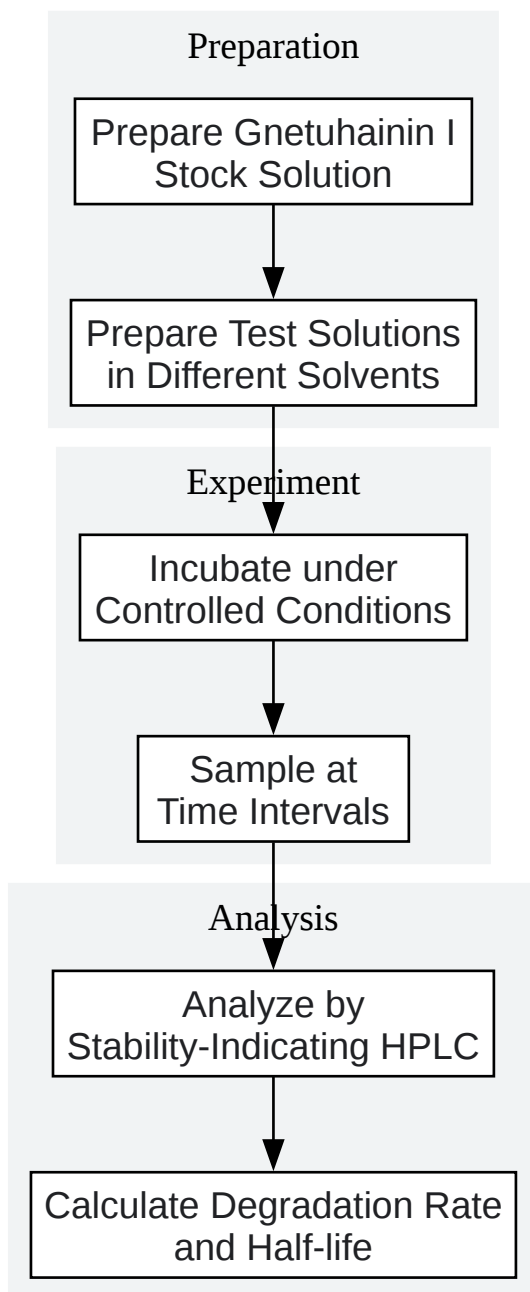 Preparation
Prepare Gnetuhainin I
Stock Solution
Prepare Test Solutions
in Different Solvents
Experiment
Incubate under
Controlled Conditions
Sample at
Time Intervals
Analysis
Analyze by
Stability-Indicating HPLC
Calculate Degradation Rate
and Half-life